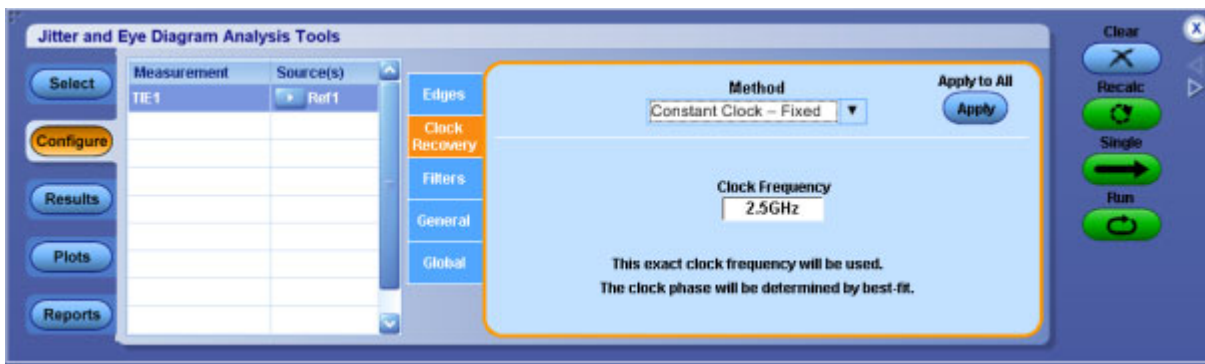 Jitter and Eye Diagram Analysis Tools
Select
Configure
Results
Plots
Reports
Measurement Source(s)
TIE1 Ref1
Edges
Clock
Recovery
Filters
General
Global
Method
Constant Clock – Fixed
Apply to All
Apply
Clock Frequency
2.5GHz
This exact clock frequency will be used.
The clock phase will be determined by best-fit.
Clear
Recalc
Single
Run
X